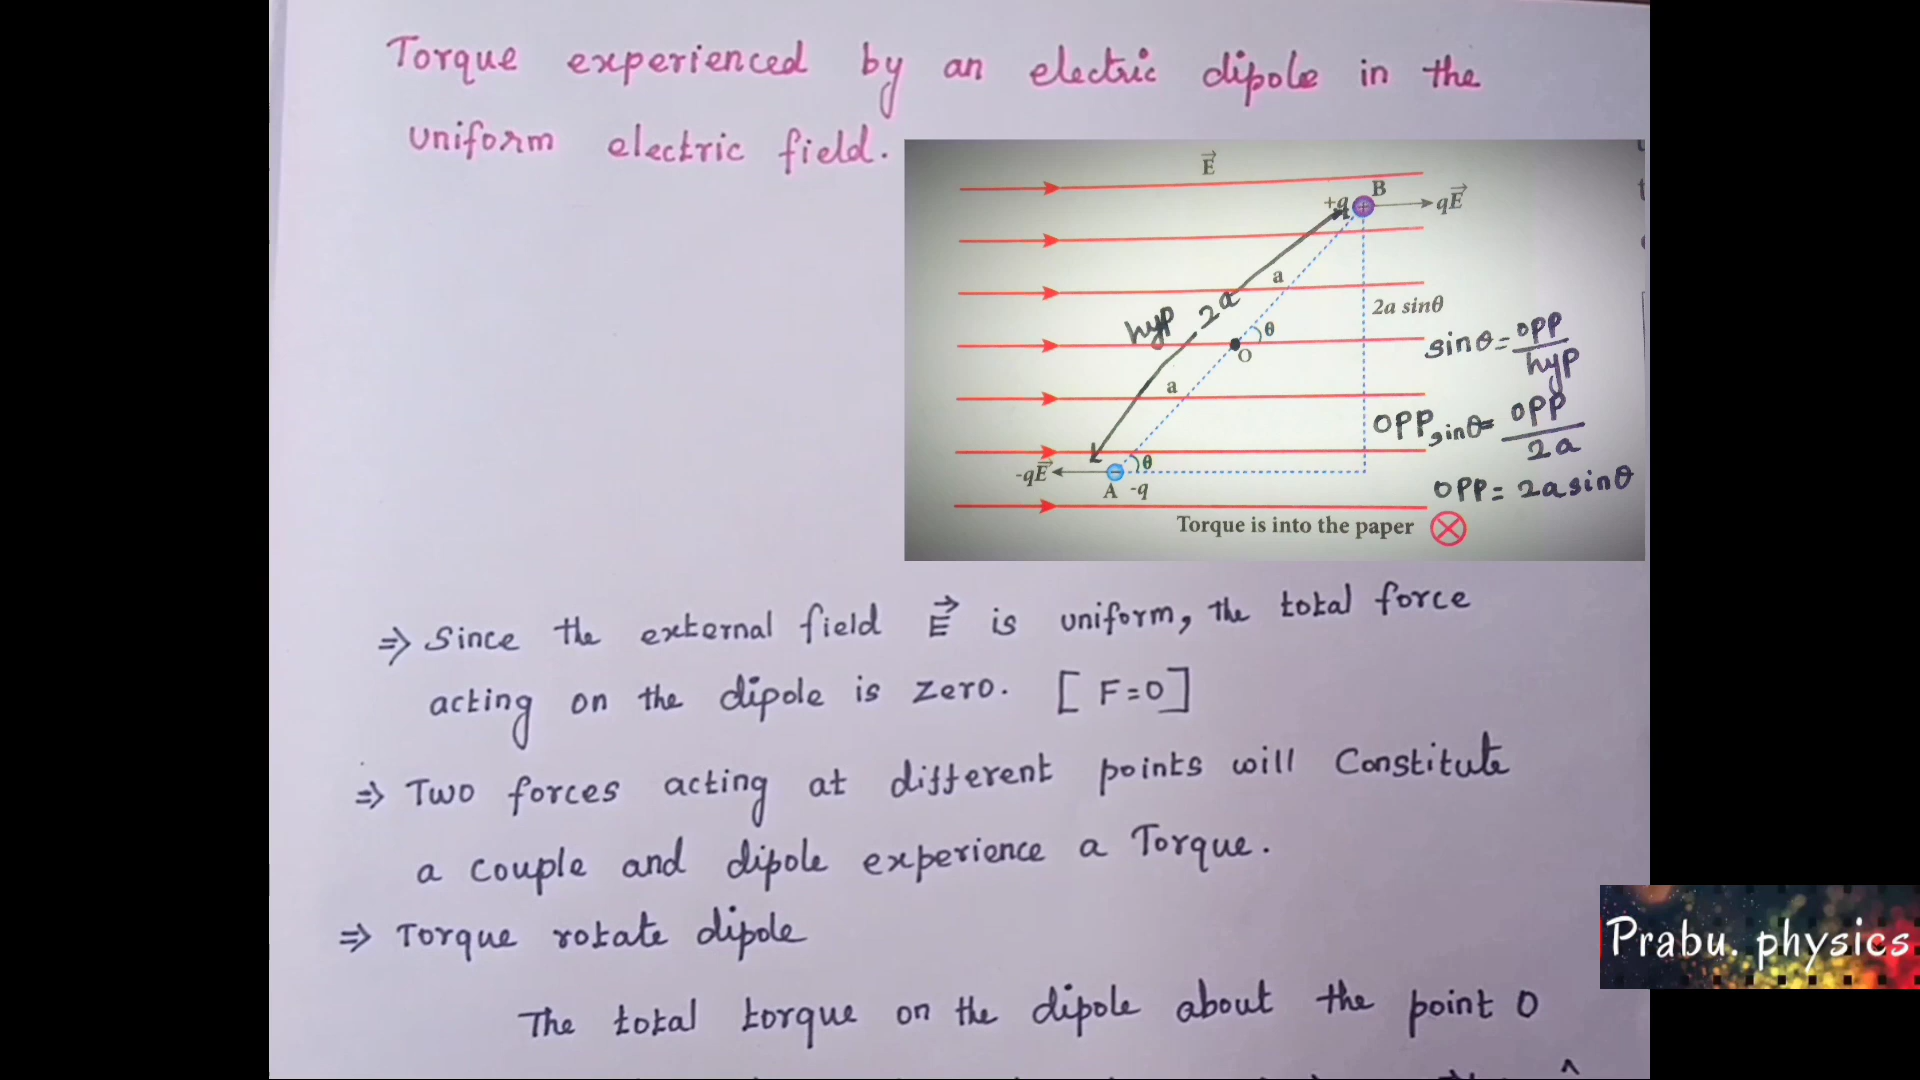 Torque experienced by an electric dipole in the
uniform electric field.
E⃗
B
+q
qE⃗
a
hyp 2a
2a sinθ
θ
O
sinθ = opp/hyp
a
opp sinθ = opp/2a
-qE⃗
θ
A -q
opp = 2a sinθ
Torque is into the paper
⇒ Since the external field E⃗ is uniform, the total force
acting on the dipole is zero. [F=0]
⇒ Two forces acting at different points will Constitute
a couple and dipole experience a Torque.
⇒ Torque rotate dipole
Prabu. physics
The total torque on the dipole about the point O